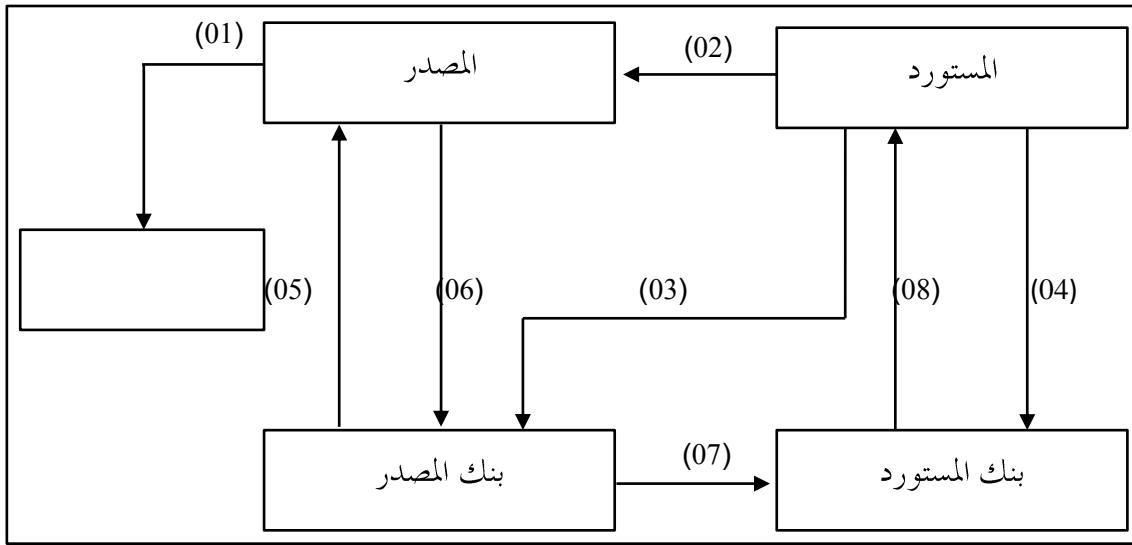 (01)
المصدر
(02)
المستورد
(05)
(06)
(03)
(08)
(04)
بنك المصدر
(07)
بنك المستورد